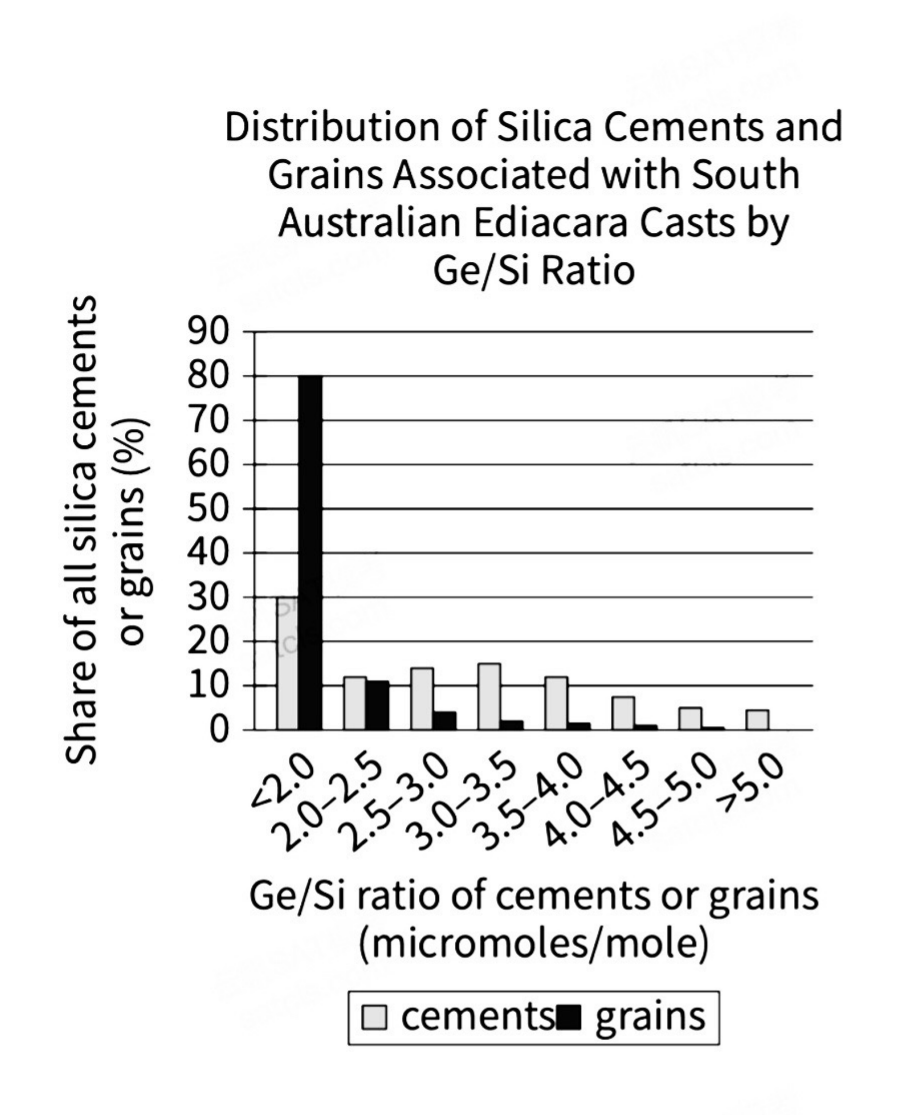 Distribution of Silica Cements and
Grains Associated with South
Australian Ediacara Casts by
Ge/Si Ratio
Share of all silica cements
or grains (%)
90
80
70
60
50
40
30
20
10
0
<2.0
2.0–2.5
2.5–3.0
3.0–3.5
3.5–4.0
4.0–4.5
4.5–5.0
>5.0
Ge/Si ratio of cements or grains
(micromoles/mole)
cements grains